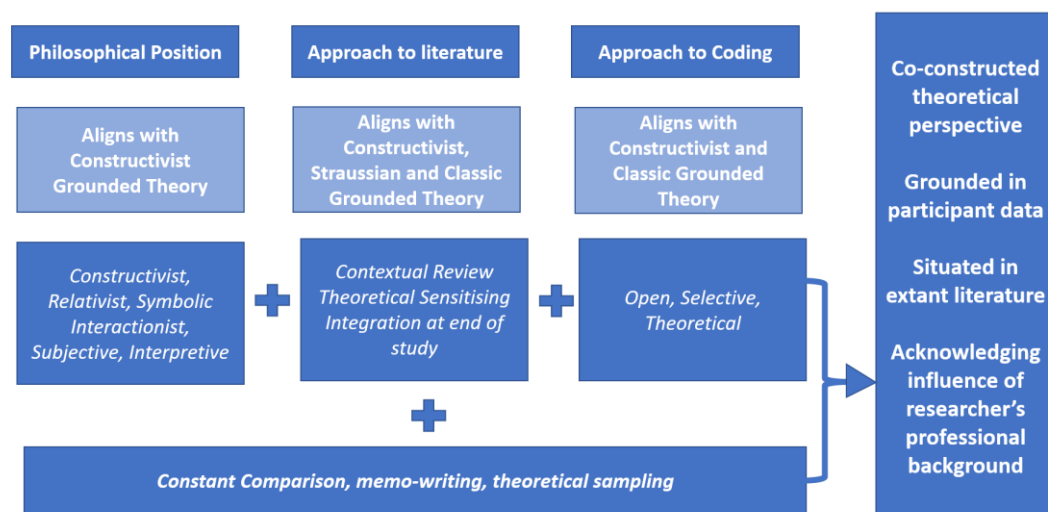 Philosophical Position
Approach to literature
Approach to Coding
Aligns with
Constructivist
Grounded Theory
Aligns with
Constructivist,
Straussian and Classic
Grounded Theory
Aligns with
Constructivist and
Classic Grounded
Theory
Constructivist,
Relativist, Symbolic
Interactionist,
Subjective, Interpretive
Contextual Review
Theoretical Sensitising
Integration at end of
study
Open, Selective,
Theoretical
Constant Comparison, memo-writing, theoretical sampling
Co-constructed
theoretical
perspective
Grounded in
participant data
Situated in
extant literature
Acknowledging
influence of
researcher’s
professional
background